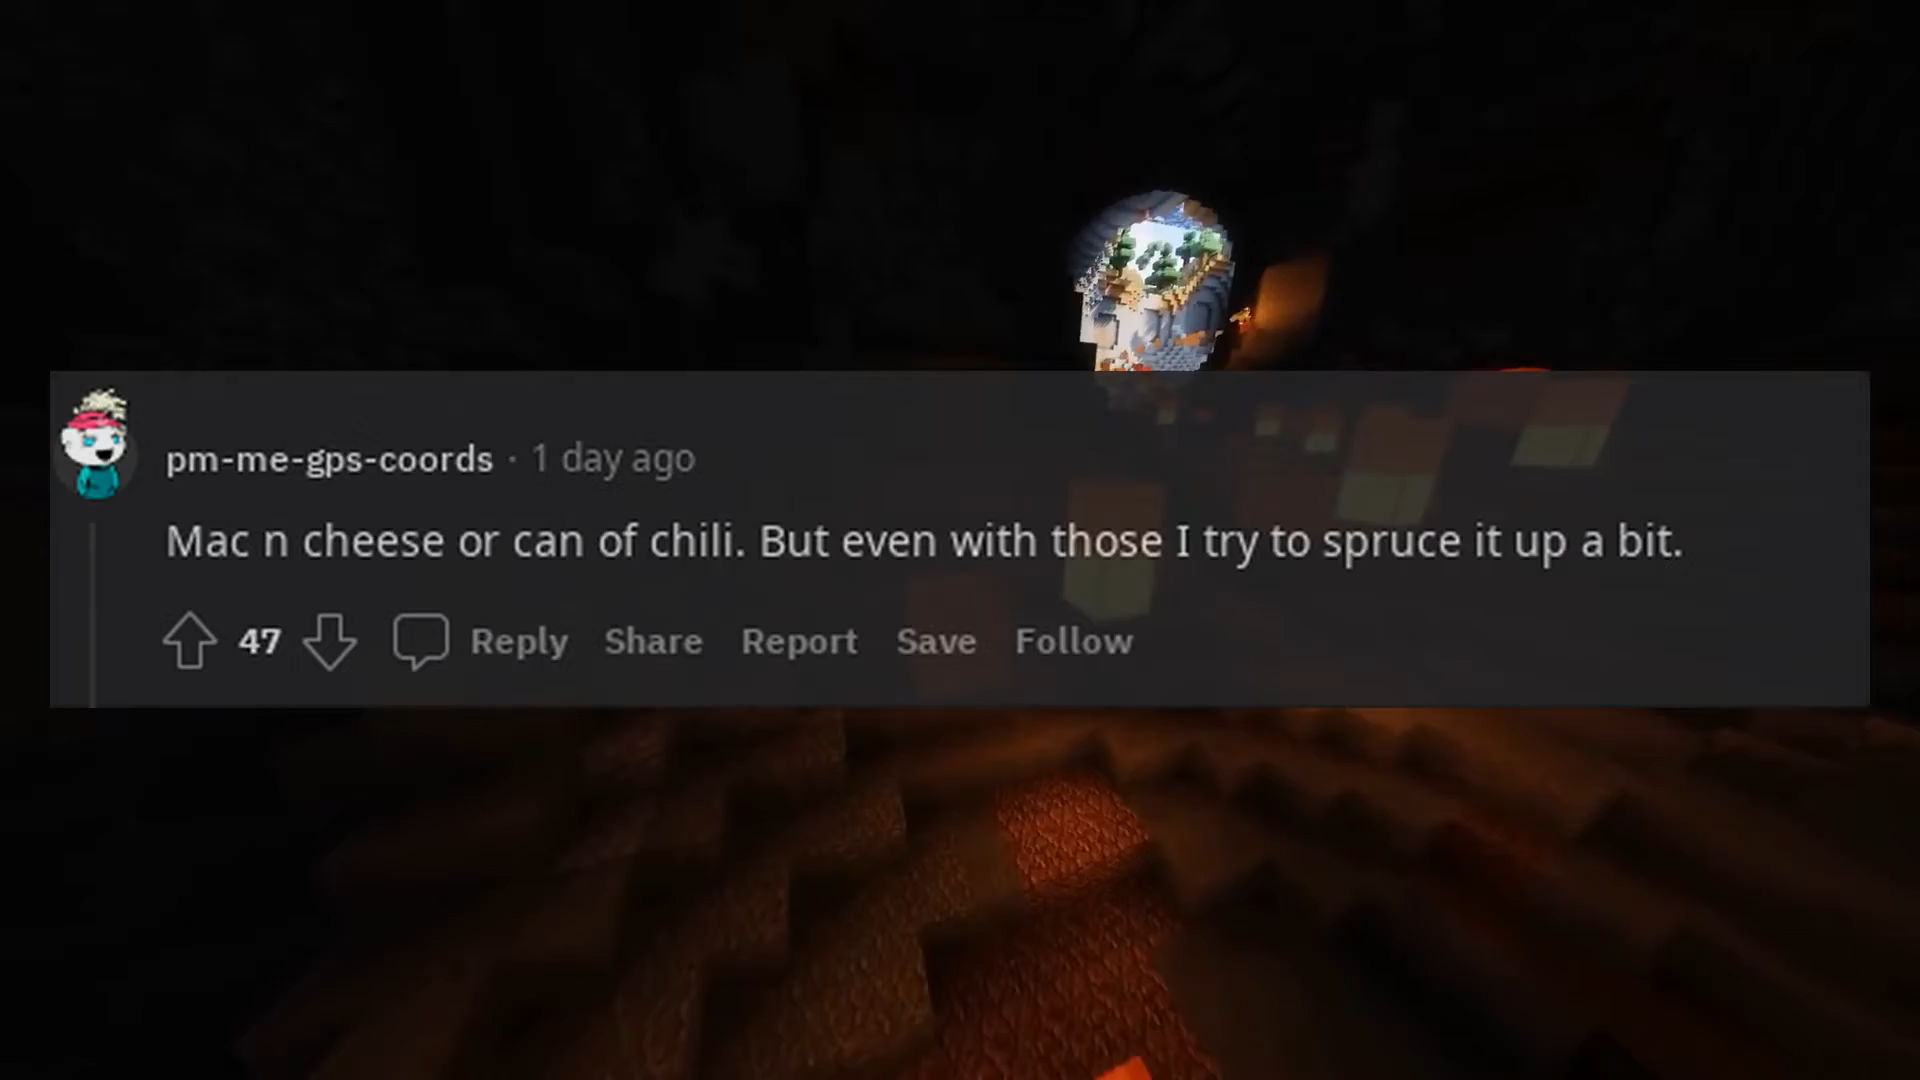 pm-me-gps-coords · 1 day ago
Mac n cheese or can of chili. But even with those I try to spruce it up a bit.
47 Reply Share Report Save Follow